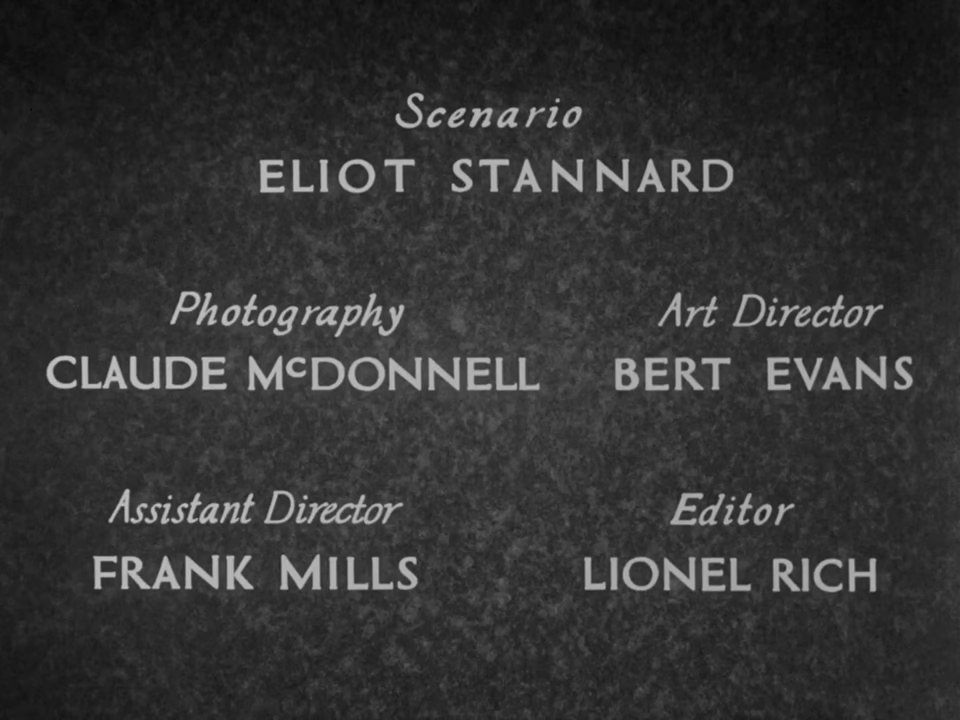 Scenario
ELIOT STANNARD
Photography
CLAUDE McDONNELL
Art Director
BERT EVANS
Assistant Director
FRANK MILLS
Editor
LIONEL RICH